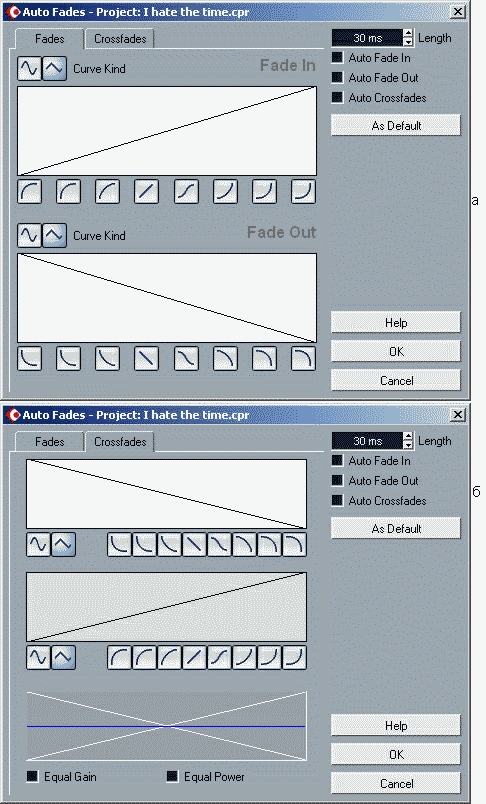 Auto Fades - Project: I hate the time.cpr
Fades
Crossfades
30 ms
Length
Curve Kind
Fade In
Auto Fade In
Auto Fade Out
Auto Crossfades
As Default
а
Curve Kind
Fade Out
Help
OK
Cancel
Auto Fades - Project: I hate the time.cpr
Fades
Crossfades
30 ms
Length
Auto Fade In
Auto Fade Out
Auto Crossfades
б
As Default
Help
OK
Equal Gain
Equal Power
Cancel